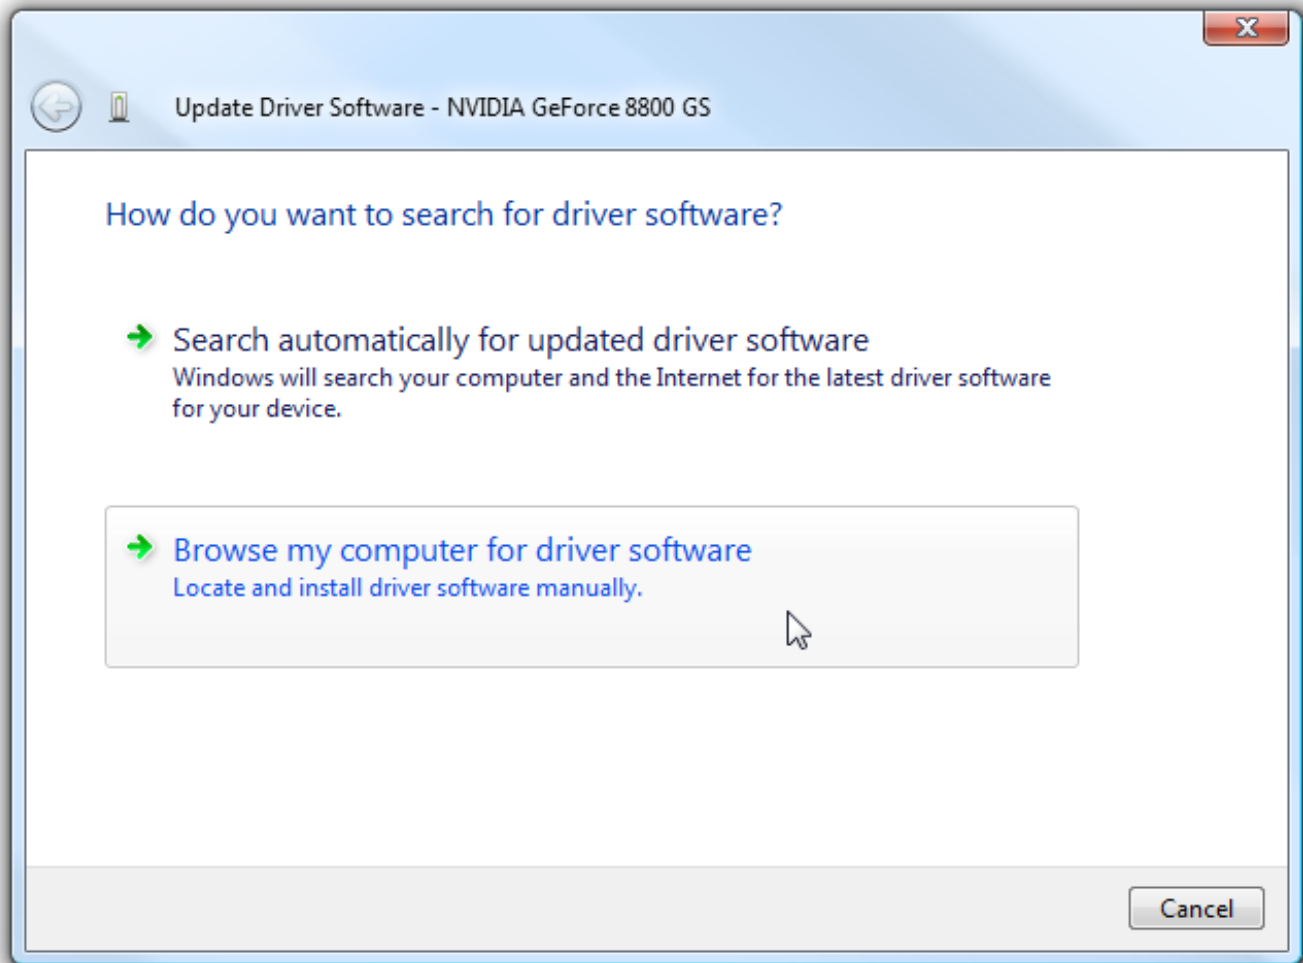 Update Driver Software - NVIDIA GeForce 8800 GS
How do you want to search for driver software?
Search automatically for updated driver software
Windows will search your computer and the Internet for the latest driver software
for your device.
Browse my computer for driver software
Locate and install driver software manually.
Cancel